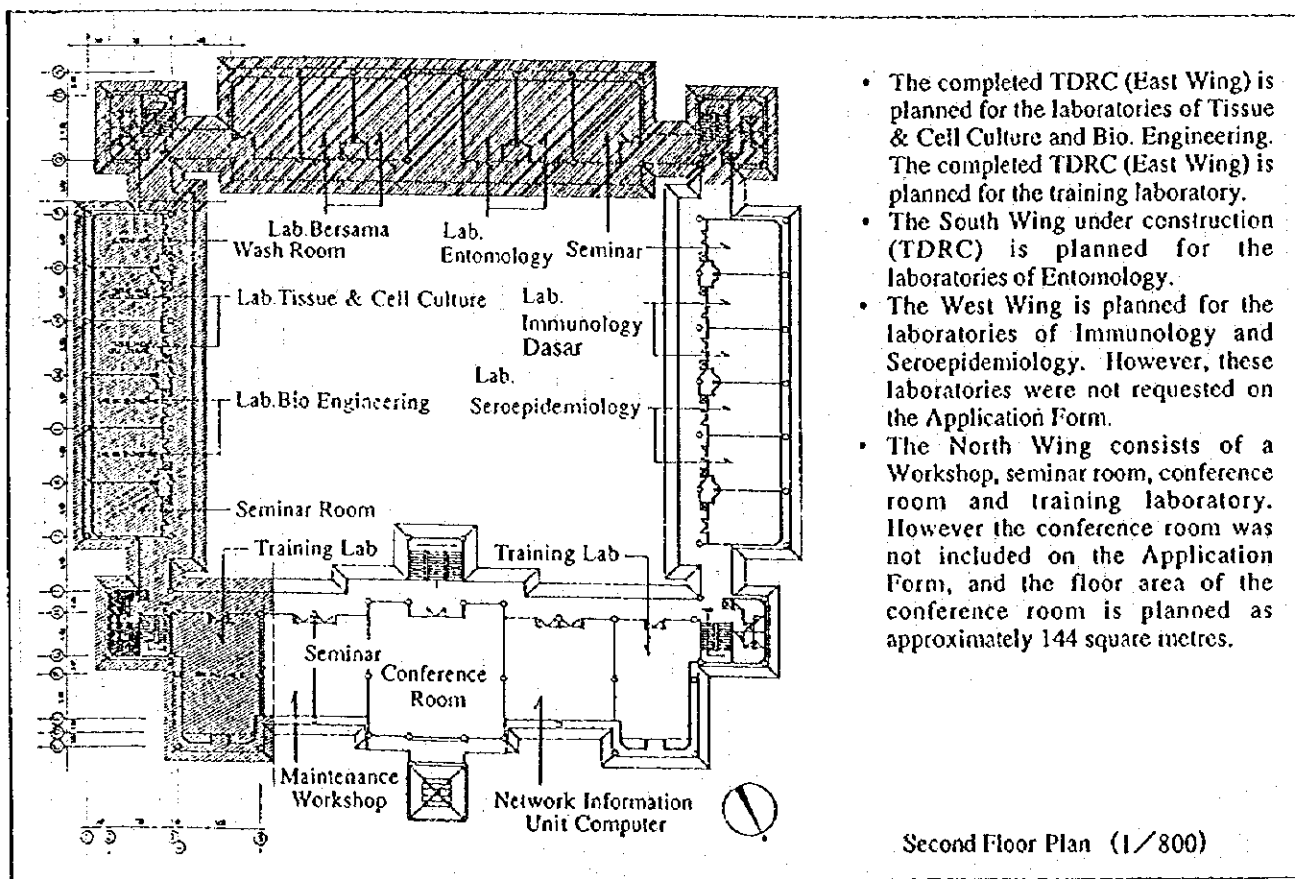 Lab.Bersama
Wash Room
Lab.
Entomology
Seminar
Lab.Tissue & Cell Culture
Lab.
Immunology
Dasar
Lab.Bio Engineering
Lab.
Seroepidemiology
Seminar Room
Training Lab
Training Lab
Seminar
Conference
Room
Maintenance
Workshop
Network Information
Unit Computer
• The completed TDRC (East Wing) is
planned for the laboratories of Tissue
& Cell Culture and Bio. Engineering.
The completed TDRC (East Wing) is
planned for the training laboratory.
• The South Wing under construction
(TDRC) is planned for the
laboratories of Entomology.
• The West Wing is planned for the
laboratories of Immunology and
Seroepidemiology. However, these
laboratories were not requested on
the Application Form.
• The North Wing consists of a
Workshop, seminar room, conference
room and training laboratory.
However the conference room was
not included on the Application
Form, and the floor area of the
conference room is planned as
approximately 144 square metres.
Second Floor Plan (1/800)